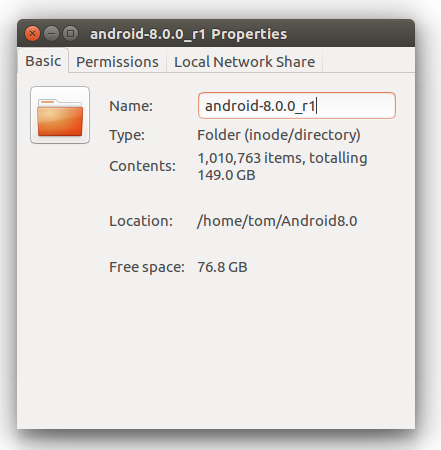 android-8.0.0_r1 Properties
Basic Permissions Local Network Share
Name: android-8.0.0_r1
Type: Folder (inode/directory)
Contents: 1,010,763 items, totalling
149.0 GB
Location: /home/tom/Android8.0
Free space: 76.8 GB